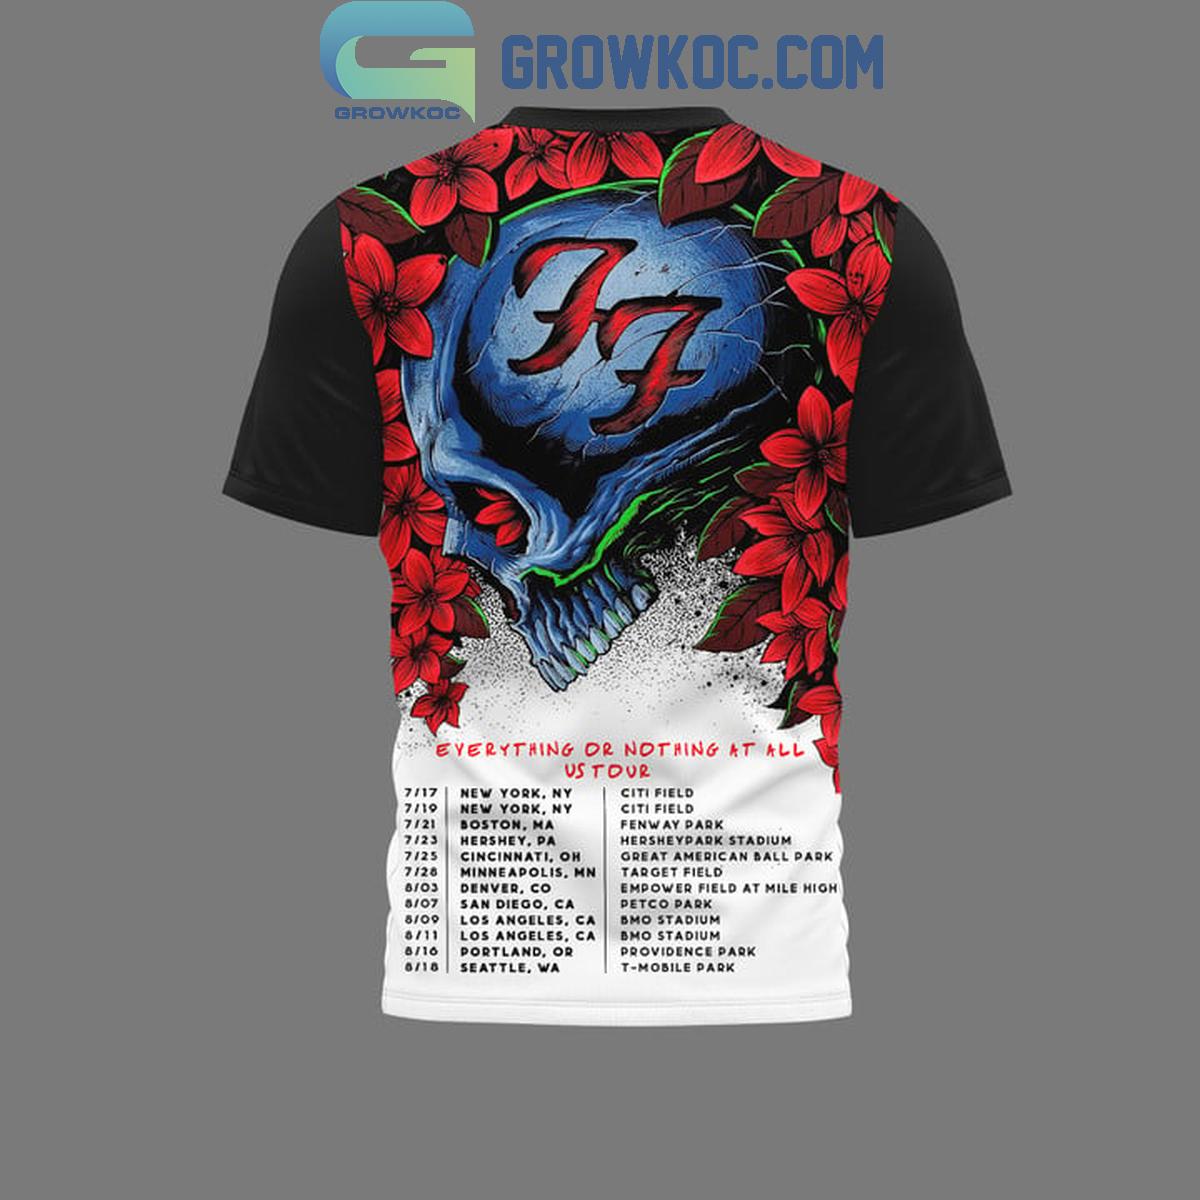 GROWKOC.COM
GROWKOC
FF
EVERYTHING OR NOTHING AT ALL
US TOUR
7/17 NEW YORK, NY CITI FIELD
7/19 NEW YORK, NY CITI FIELD
7/21 BOSTON, MA FENWAY PARK
7/23 HERSHEY, PA HERSHEYPARK STADIUM
7/25 CINCINNATI, OH GREAT AMERICAN BALL PARK
7/28 MINNEAPOLIS, MN TARGET FIELD
8/03 DENVER, CO EMPOWER FIELD AT MILE HIGH
8/07 SAN DIEGO, CA PETCO PARK
8/09 LOS ANGELES, CA BMO STADIUM
8/11 LOS ANGELES, CA BMO STADIUM
8/16 PORTLAND, OR PROVIDENCE PARK
8/18 SEATTLE, WA T-MOBILE PARK